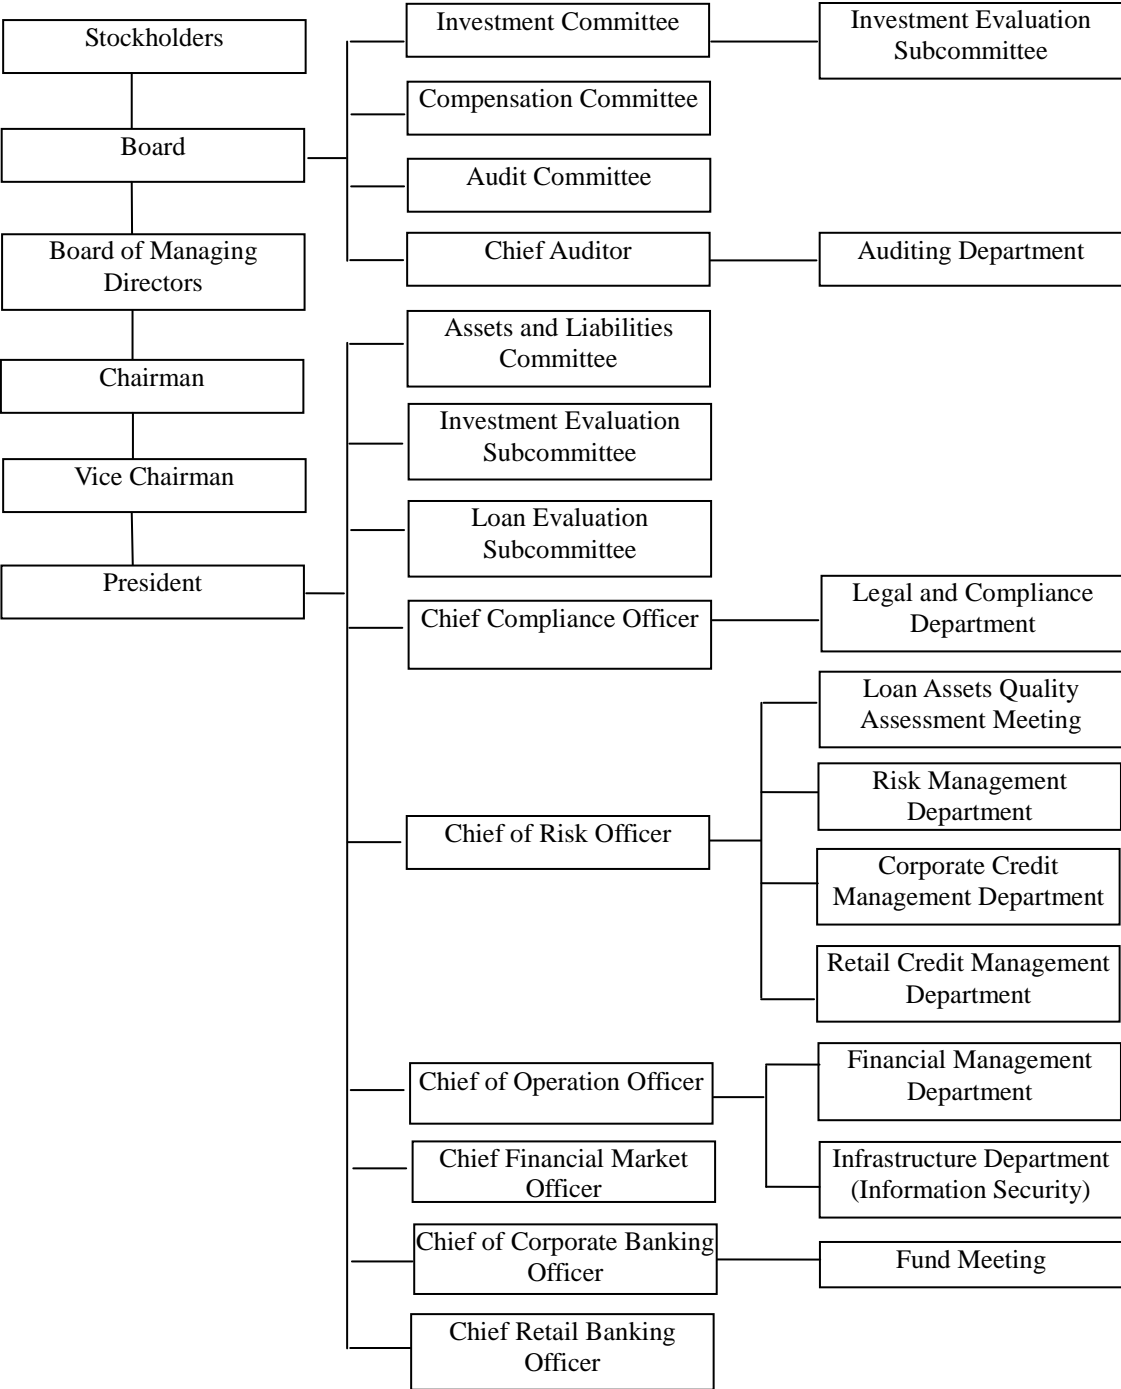 Stockholders
Board
Board of Managing
Directors
Chairman
Vice Chairman
President
Investment Committee
Compensation Committee
Audit Committee
Chief Auditor
Assets and Liabilities
Committee
Investment Evaluation
Subcommittee
Loan Evaluation
Subcommittee
Chief Compliance Officer
Chief of Risk Officer
Chief of Operation Officer
Chief Financial Market
Officer
Chief of Corporate Banking
Officer
Chief Retail Banking
Officer
Investment Evaluation
Subcommittee
Auditing Department
Legal and Compliance
Department
Loan Assets Quality
Assessment Meeting
Risk Management
Department
Corporate Credit
Management Department
Retail Credit Management
Department
Financial Management
Department
Infrastructure Department
(Information Security)
Fund Meeting